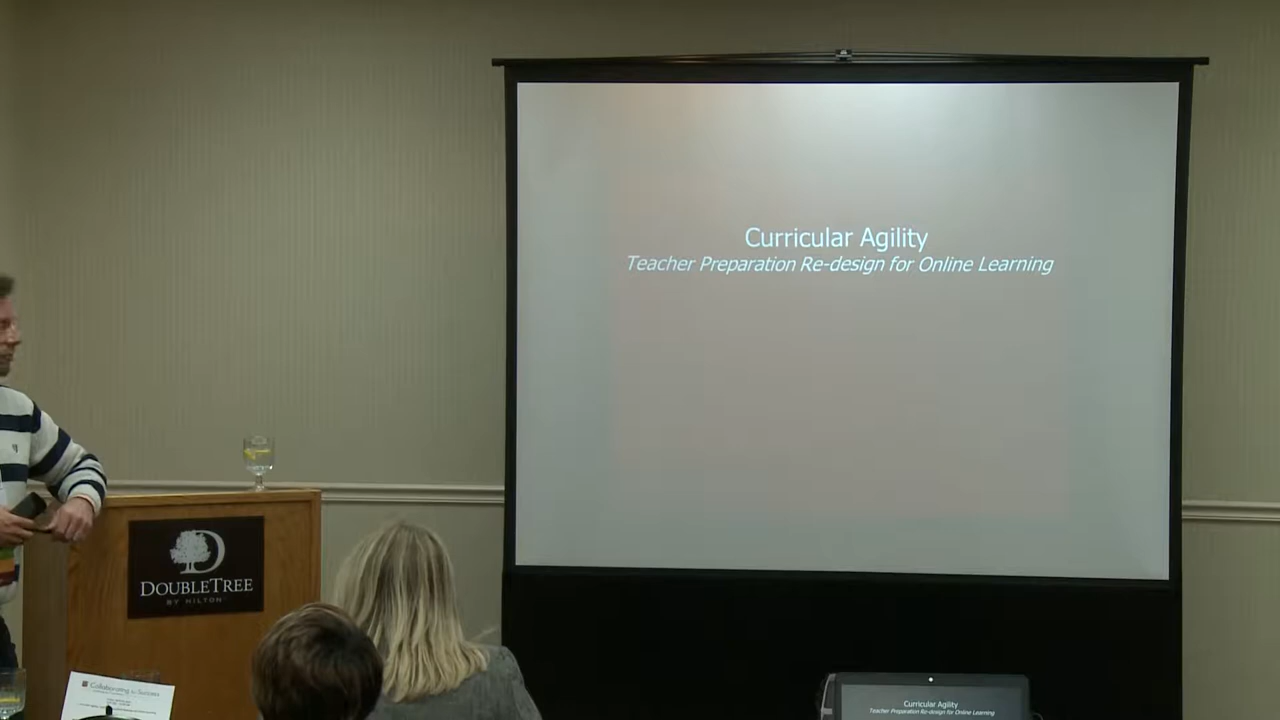 Curricular Agility
Teacher Preparation Re-design for Online Learning
DOUBLETREE
BY HILTON
Collaborating for Success
Curricular Agility
Teacher Preparation Re-design for Online Learning